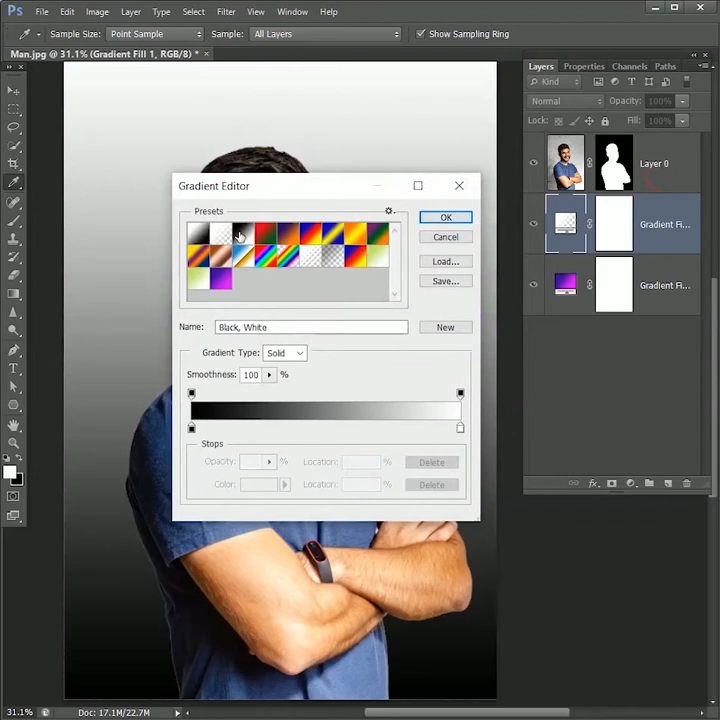 Ps File Edit Image Layer Type Select Filter View Window Help
Sample Size: Point Sample Sample: All Layers Show Sampling Ring
Man.jpg @ 31.1% (Gradient Fill 1, RGB/8) *
Layers Properties Channels Paths
Kind
Normal Opacity: 100%
Lock: Fill: 100%
Layer 0
Gradient Fi...
Gradient Fi...
Gradient Editor
Presets
OK
Cancel
Load...
Save...
Name: Black, White New
Gradient Type: Solid
Smoothness: 100 %
Stops
Opacity: % Location: % Delete
Color: Location: % Delete
fx
31.1% Doc: 17.1M/22.7M